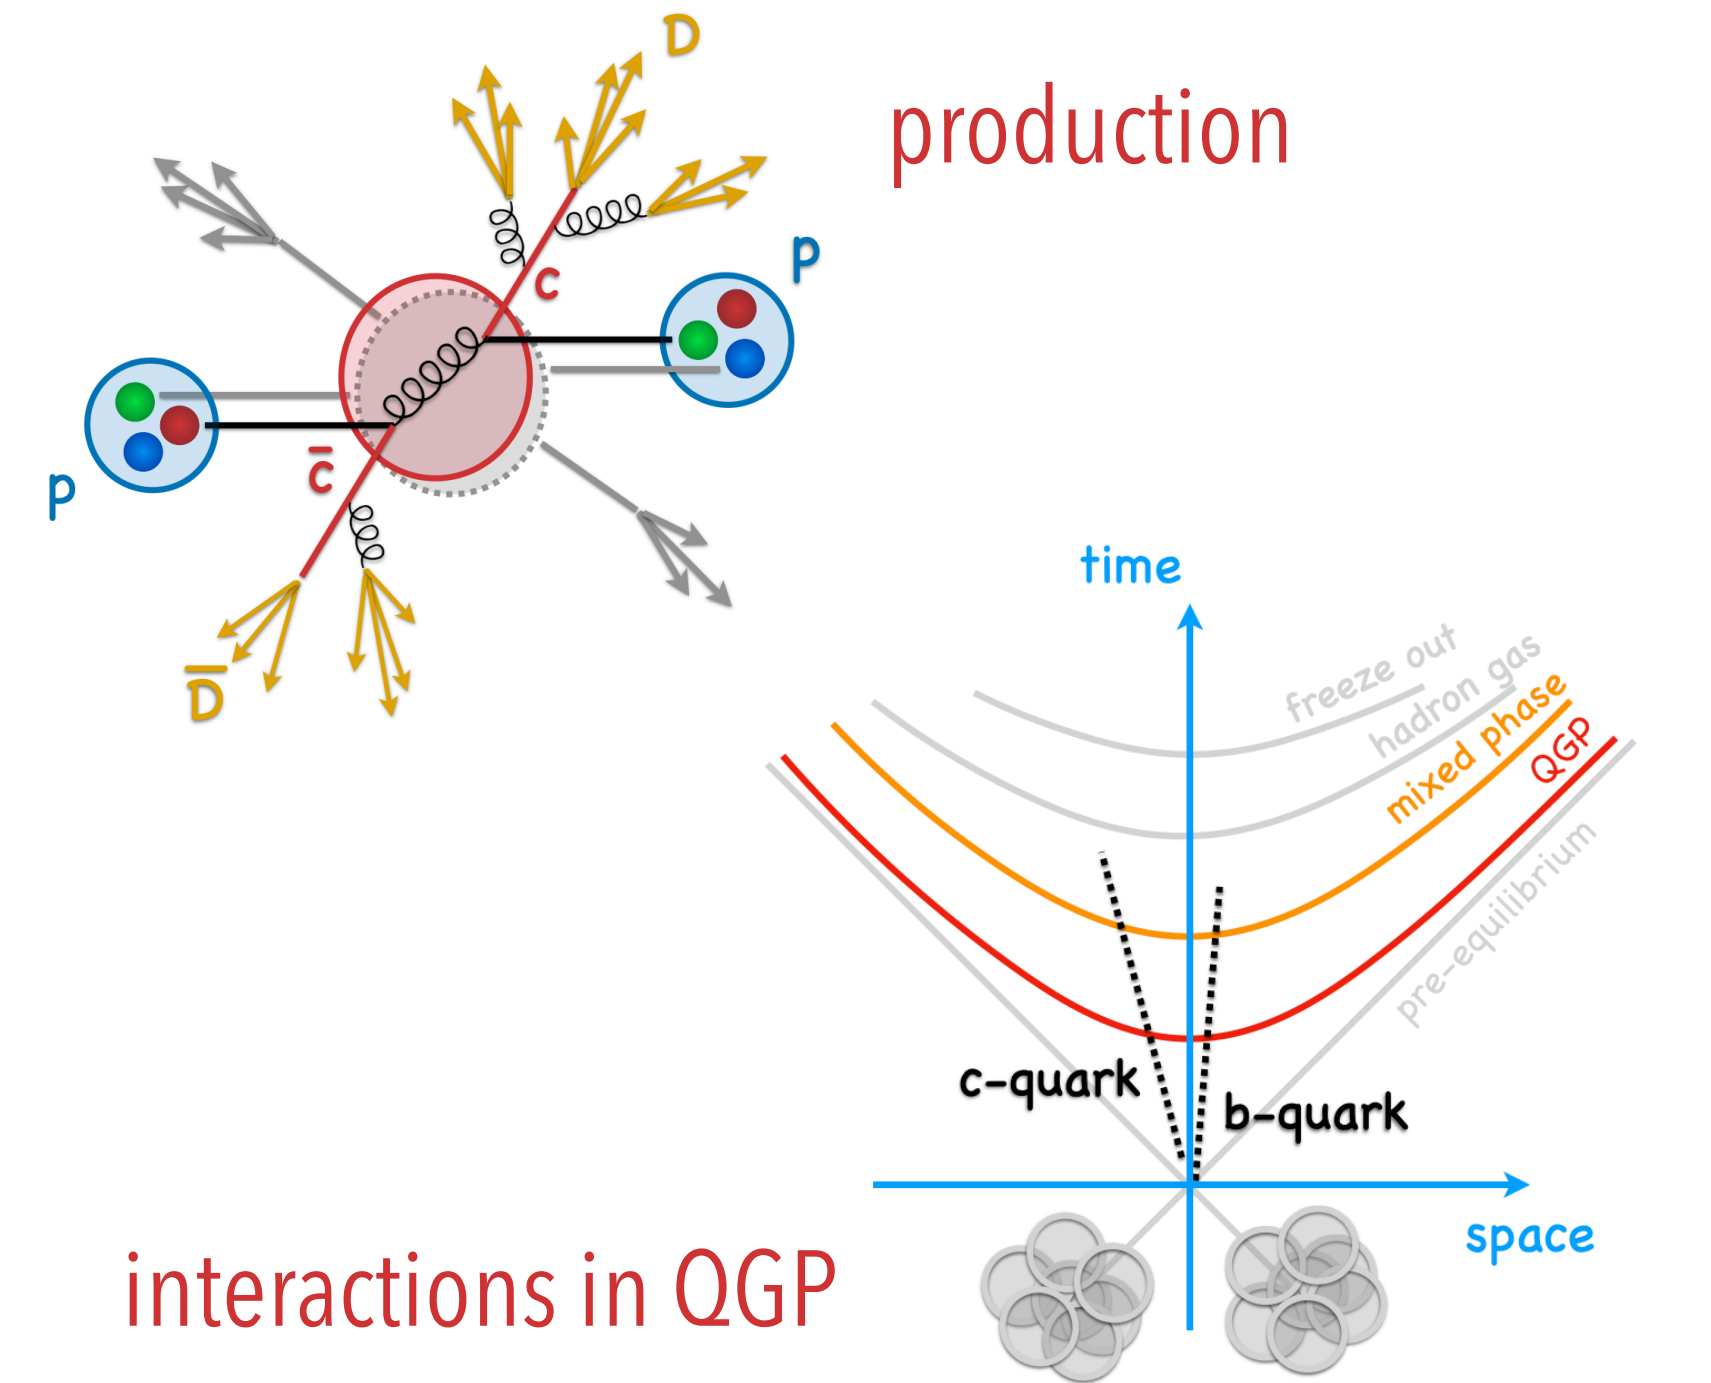 D
production
p
c
c̄
p
D̄
time
freeze out
hadron gas
mixed phase
QGP
pre-equilibrium
c-quark
b-quark
space
interactions in QGP